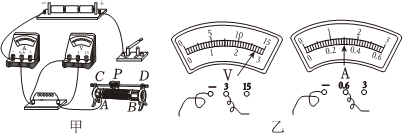 − +
A V
C P D
A B
甲
0 5 10 15
0 1 2 3
V
− 3 15
0 1 2 3
0 0.2 0.4 0.6
A
− 0.6 3
乙